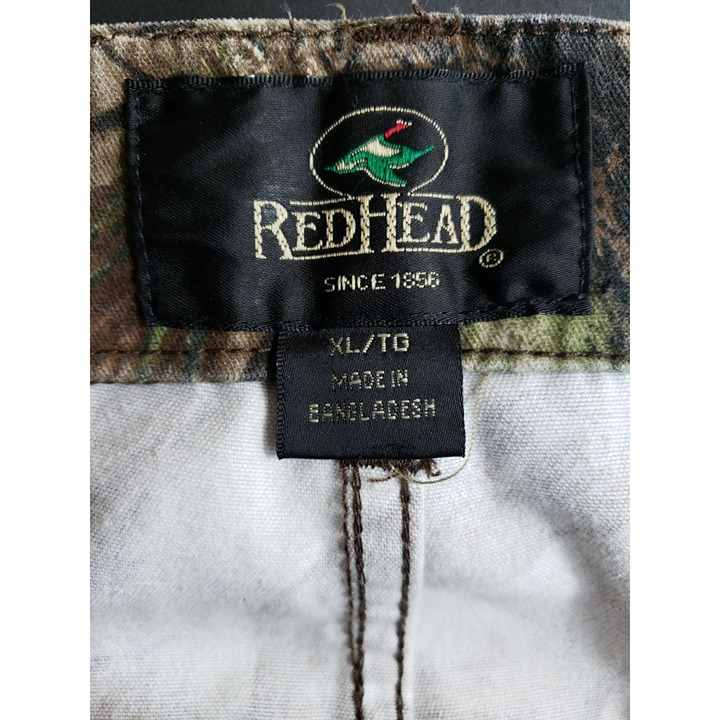 REDHEAD
®
SINCE 1856
XL/TG
MADE IN
BANGLADESH